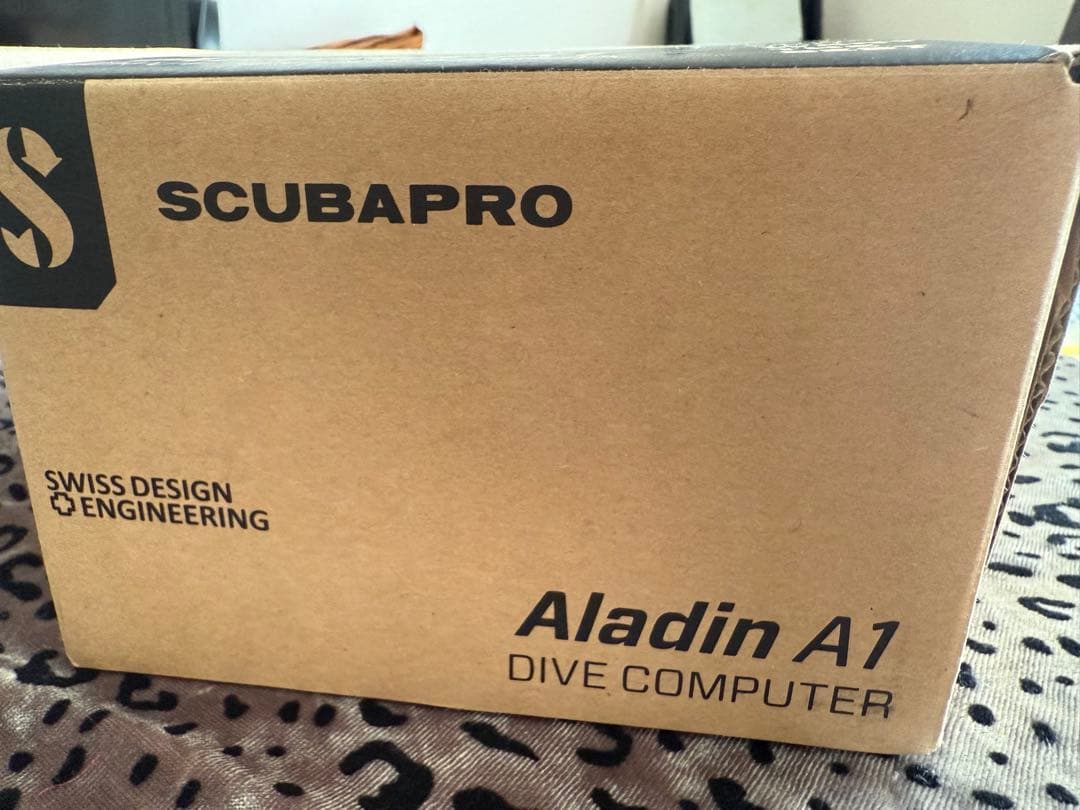 SCUBAPRO
SWISS DESIGN
ENGINEERING
Aladin A1
DIVE COMPUTER